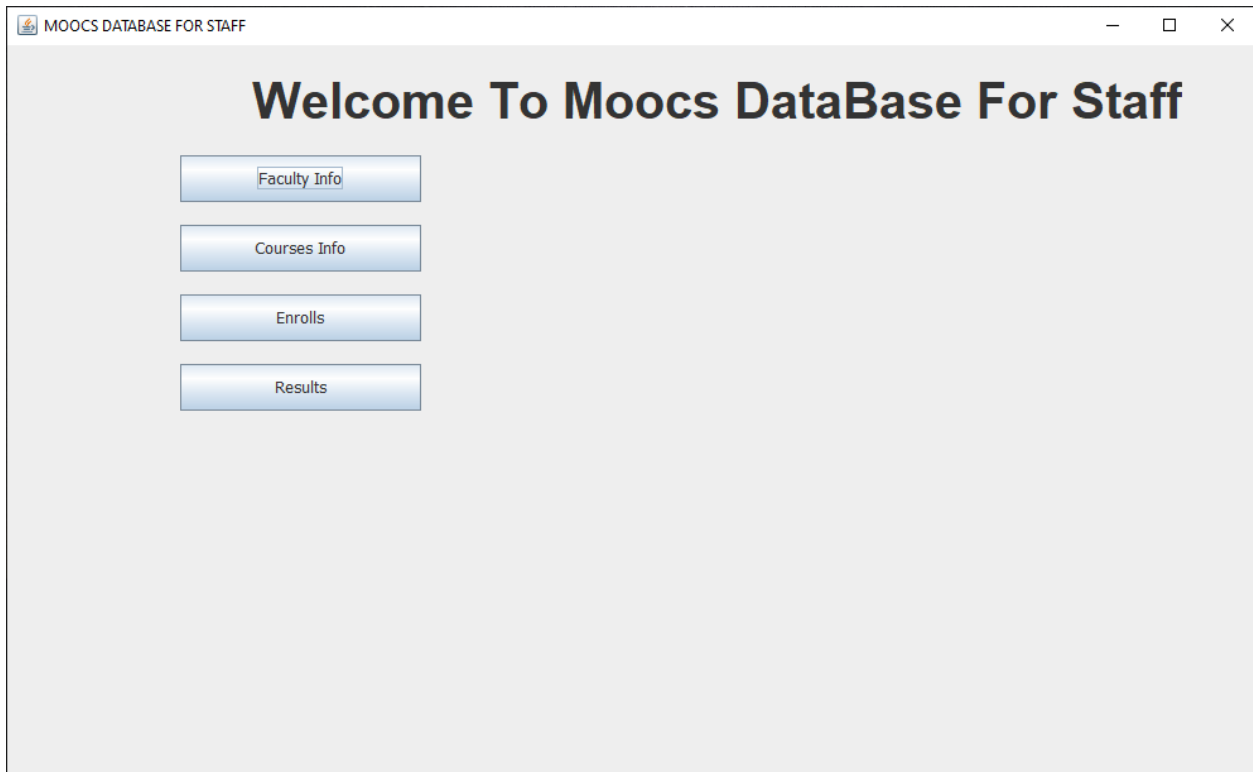 MOOCS DATABASE FOR STAFF
Welcome To Moocs DataBase For Staff
Faculty Info
Courses Info
Enrolls
Results